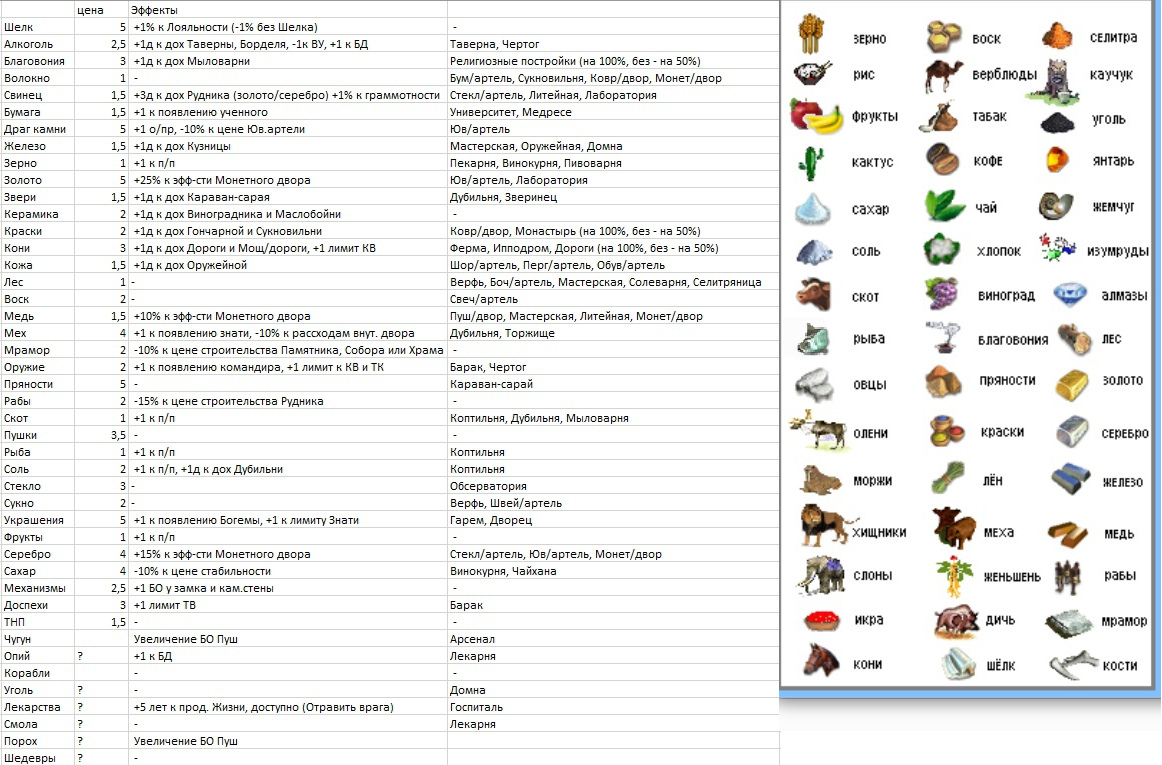 цена Эффекты
Шелк 5 +1% к Лояльности (-1% без Шелка) -
Алкоголь 2,5 +1д к дох Таверны, Борделя, -1к ВУ, +1 к БД Таверна, Чертог
Благовония 3 +1д к дох Мыловарни Религиозные постройки (на 100%, без - на 50%)
Волокно 1 - Бум/артель, Сукновильня, Ковр/двор, Монет/двор
Свинец 1,5 +3д к дох Рудника (золото/серебро) +1% к граммотности Стекл/артель, Литейная, Лаборатория
Бумага 1,5 +1 к появлению ученого Университет, Медресе
Драг камни 5 +1 о/пр, -10% к цене Юв.артели Юв/артель
Железо 1,5 +1д к дох Кузницы Мастерская, Оружейная, Домна
Зерно 1 +1 к п/п Пекарня, Винокурня, Пивоварня
Золото 5 +25% к эфф-сти Монетного двора Юв/артель, Лаборатория
Звери 1,5 +1д к дох Караван-сарая Дубильня, Зверинец
Керамика 2 +1д к дох Виноградника и Маслобойни -
Краски 2 +1д к дох Гончарной и Сукновильни Ковр/двор, Монастырь (на 100%, без - на 50%)
Кони 3 +1д к дох Дороги и Мощ/дороги, +1 лимит КВ Ферма, Ипподром, Дороги (на 100%, без - на 50%)
Кожа 1,5 +1д к дох Оружейной Шор/артель, Перг/артель, Обув/артель
Лес 1 - Верфь, Боч/артель, Мастерская, Солеварня, Селитряница
Воск 2 - Свеч/артель
Медь 1,5 +10% к эфф-сти Монетного двора Пуш/двор, Мастерская, Литейная, Монет/двор
Мех 4 +1 к появлению знати, -10% к рассходам внут. двора Дубильня, Торжище
Мрамор 2 -10% к цене строительства Памятника, Собора или Храма -
Оружие 2 +1 к появлению командира, +1 лимит к КВ и ТК Барак, Чертог
Пряности 5 - Караван-сарай
Рабы 2 -15% к цене строительства Рудника -
Скот 1 +1 к п/п Коптильня, Дубильня, Мыловарня
Пушки 3,5 - -
Рыба 1 +1 к п/п Коптильня
Соль 2 +1 к п/п, +1д к дох Дубильни Коптильня
Стекло 3 - Обсерватория
Сукно 2 - Верфь, Швей/артель
Украшения 5 +1 к появлению Богемы, +1 к лимиту Знати Гарем, Дворец
Фрукты 1 +1 к п/п -
Серебро 4 +15% к эфф-сти Монетного двора Стекл/артель, Юв/артель, Монет/двор
Сахар 4 -10% к цене стабильности Винокурня, Чайхана
Механизмы 2,5 +1 БО у замка и кам.стены -
Доспехи 3 +1 лимит ТВ Барак
ТНП 1,5 - -
Чугун Увеличение БО Пуш Арсенал
Опий ? +1 к БД Лекарня
Корабли - -
Уголь ? - Домна
Лекарства ? +5 лет к прод. Жизни, доступно (Отравить врага) Госпиталь
Смола ? - Лекарня
Порох ? Увеличение БО Пуш
Шедевры ? -
зерно воск селитра
рис верблюды каучук
фрукты табак уголь
кактус кофе янтарь
сахар чай жемчуг
соль хлопок изумруды
скот виноград алмазы
рыба благовония лес
овцы пряности золото
олени краски серебро
моржи лён железо
хищники меха медь
слоны женьшень рабы
икра дичь мрамор
кони шёлк кости